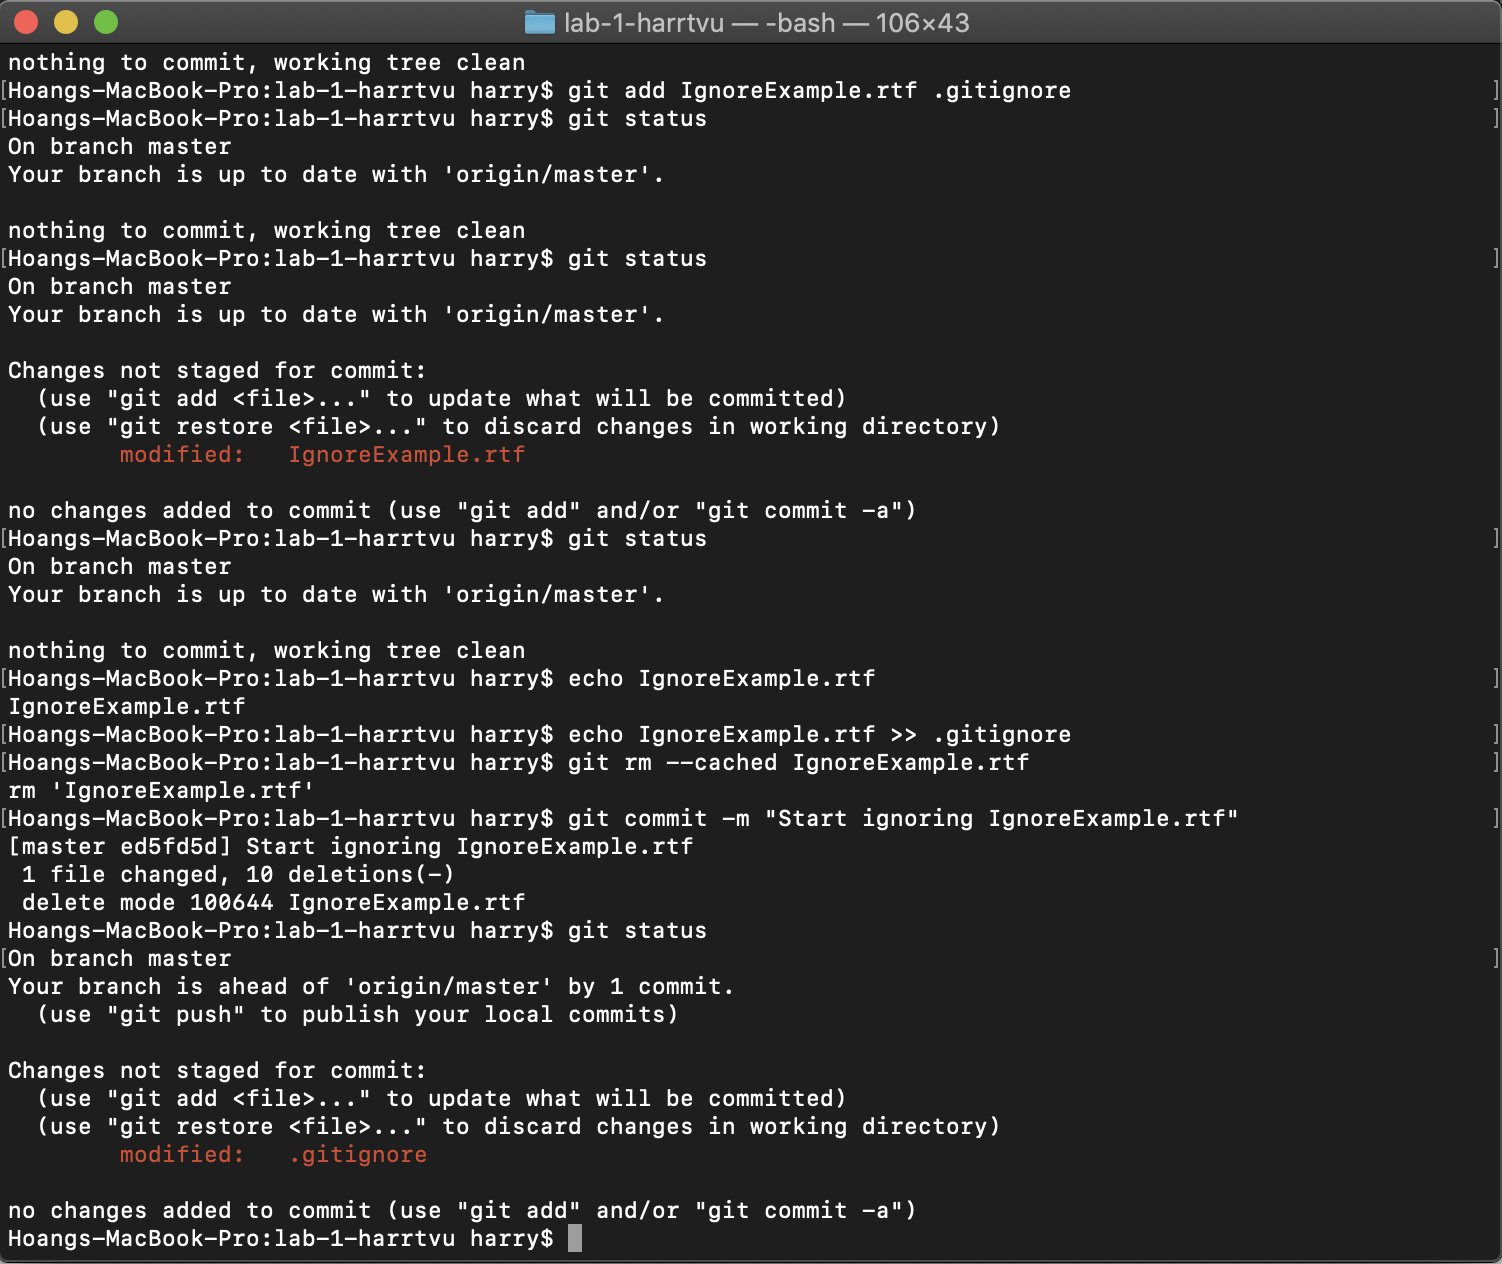 lab-1-harrtvu — -bash — 106×43
nothing to commit, working tree clean
[Hoangs-MacBook-Pro:lab-1-harrtvu harry$ git add IgnoreExample.rtf .gitignore ]
[Hoangs-MacBook-Pro:lab-1-harrtvu harry$ git status ]
On branch master
Your branch is up to date with 'origin/master'.
nothing to commit, working tree clean
[Hoangs-MacBook-Pro:lab-1-harrtvu harry$ git status ]
On branch master
Your branch is up to date with 'origin/master'.
Changes not staged for commit:
  (use "git add <file>..." to update what will be committed)
  (use "git restore <file>..." to discard changes in working directory)
        modified:   IgnoreExample.rtf
no changes added to commit (use "git add" and/or "git commit -a")
[Hoangs-MacBook-Pro:lab-1-harrtvu harry$ git status ]
On branch master
Your branch is up to date with 'origin/master'.
nothing to commit, working tree clean
[Hoangs-MacBook-Pro:lab-1-harrtvu harry$ echo IgnoreExample.rtf ]
IgnoreExample.rtf
[Hoangs-MacBook-Pro:lab-1-harrtvu harry$ echo IgnoreExample.rtf >> .gitignore ]
[Hoangs-MacBook-Pro:lab-1-harrtvu harry$ git rm --cached IgnoreExample.rtf ]
rm 'IgnoreExample.rtf'
[Hoangs-MacBook-Pro:lab-1-harrtvu harry$ git commit -m "Start ignoring IgnoreExample.rtf" ]
[master ed5fd5d] Start ignoring IgnoreExample.rtf
 1 file changed, 10 deletions(-)
 delete mode 100644 IgnoreExample.rtf
Hoangs-MacBook-Pro:lab-1-harrtvu harry$ git status
[On branch master ]
Your branch is ahead of 'origin/master' by 1 commit.
  (use "git push" to publish your local commits)
Changes not staged for commit:
  (use "git add <file>..." to update what will be committed)
  (use "git restore <file>..." to discard changes in working directory)
        modified:   .gitignore
no changes added to commit (use "git add" and/or "git commit -a")
Hoangs-MacBook-Pro:lab-1-harrtvu harry$